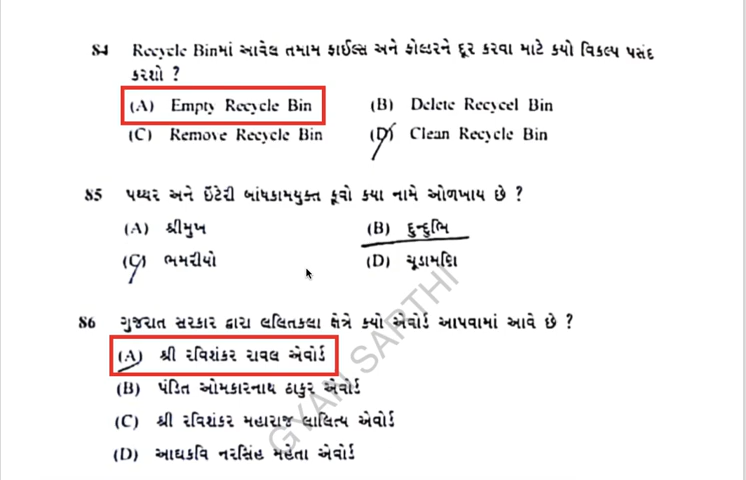 84 Recycle Binમાં આવેલ તમામ ફાઈલ્સ અને ફોલ્ડરને દૂર કરવા માટે કયો વિકલ્પ પસંદ
કરશો ?
(A) Empty Recycle Bin (B) Delete Recycel Bin
(C) Remove Recycle Bin (D) Clean Recycle Bin
85 પથ્થર અને ઈંટેરી બાંધકામયુક્ત કૂવો કયા નામે ઓળખાય છે ?
(A) શ્રીમુખ (B) દુન્દુભિ
(C) ભમરીયો (D) ચૂડામણિ
86 ગુજરાત સરકાર દ્વારા લલિતકલા ક્ષેત્રે કયો એવોર્ડ આપવામાં આવે છે ?
(A) શ્રી રવિશંકર રાવલ એવોર્ડ
(B) પંડિત ઓમકારનાથ ઠાકુર એવોર્ડ
(C) શ્રી રવિશંકર મહારાજ લાલિત્ય એવોર્ડ
(D) આદ્યકવિ નરસિંહ મહેતા એવોર્ડ
GYAN SARTHI